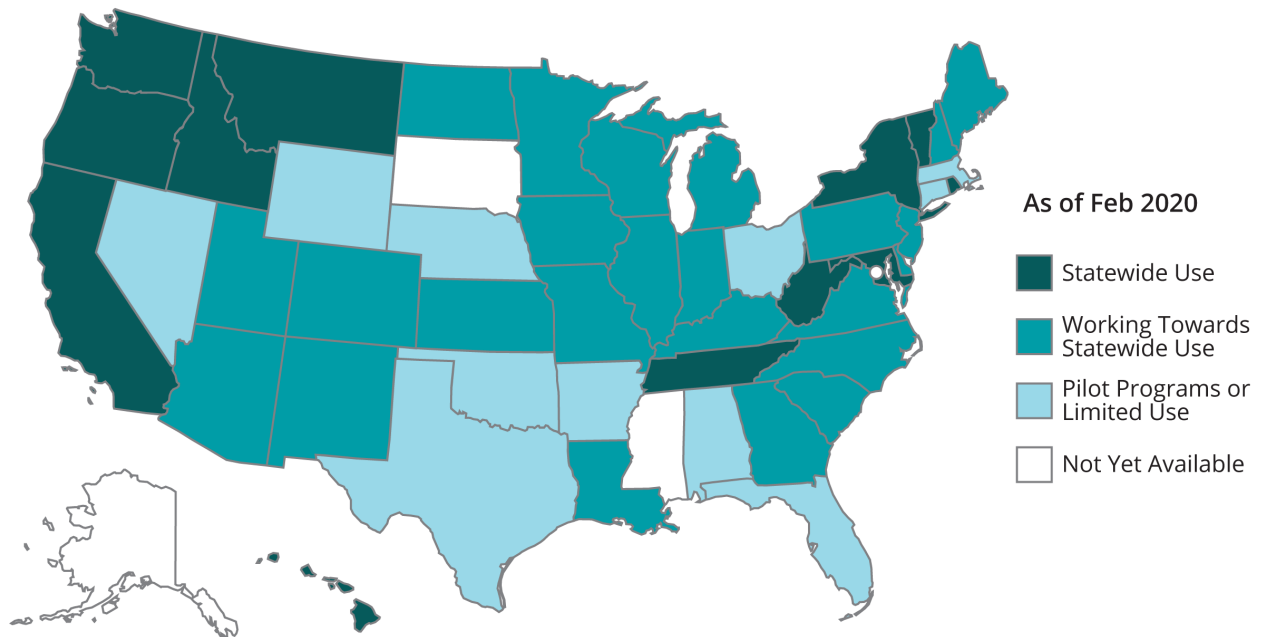 As of Feb 2020
Statewide Use
Working Towards
Statewide Use
Pilot Programs or
Limited Use
Not Yet Available